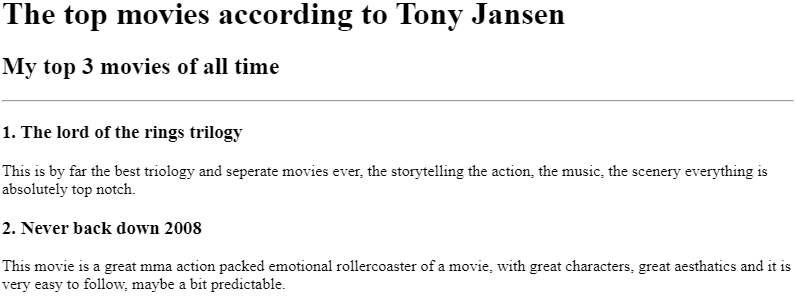 The top movies according to Tony Jansen
My top 3 movies of all time
1. The lord of the rings trilogy
This is by far the best triology and seperate movies ever, the storytelling the action, the music, the scenery everything is
absolutely top notch.
2. Never back down 2008
This movie is a great mma action packed emotional rollercoaster of a movie, with great characters, great aesthatics and it is
very easy to follow, maybe a bit predictable.